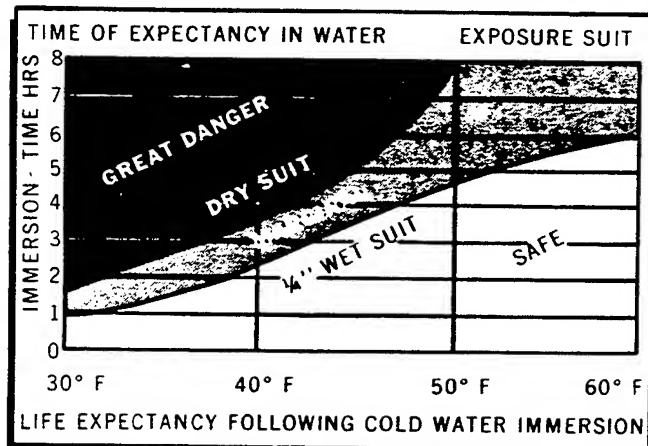 TIME OF EXPECTANCY IN WATER EXPOSURE SUIT
IMMERSION - TIME HRS
8
7
6
5
4
3
2
1
0
GREAT DANGER
DRY SUIT
¼" WET SUIT
SAFE
30° F 40° F 50° F 60° F
LIFE EXPECTANCY FOLLOWING COLD WATER IMMERSION